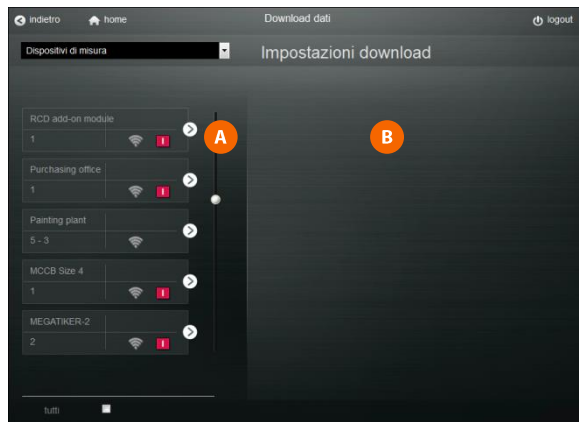 indietro
home
Download dati
logout
Dispositivi di misura
Impostazioni download
RCD add-on module
1
I
A
B
Purchasing office
1
I
Painting plant
5 - 3
MCCB Size 4
1
I
MEGATIKER-2
2
I
tutti